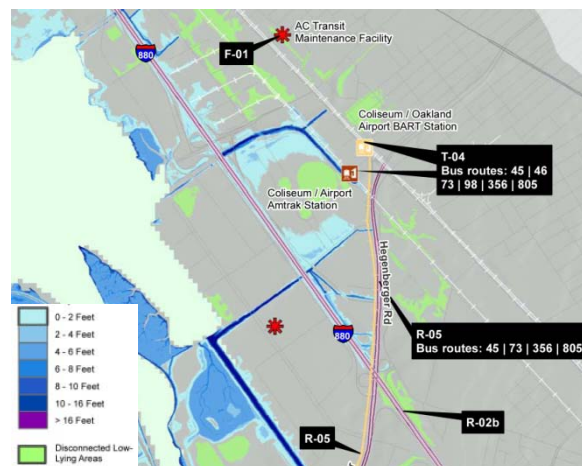 AC Transit
Maintenance Facility
F-01
880
Coliseum / Oakland
Airport BART Station
T-04
Bus routes: 45 | 46
73 | 98 | 356 | 805
Coliseum / Airport
Amtrak Station
Hegenberger Rd
0 - 2 Feet
2 - 4 Feet
4 - 6 Feet
6 - 8 Feet
8 - 10 Feet
10 - 16 Feet
> 16 Feet
Disconnected Low-
Lying Areas
880
R-05
Bus routes: 45 | 73 | 356 | 805
R-02b
R-05